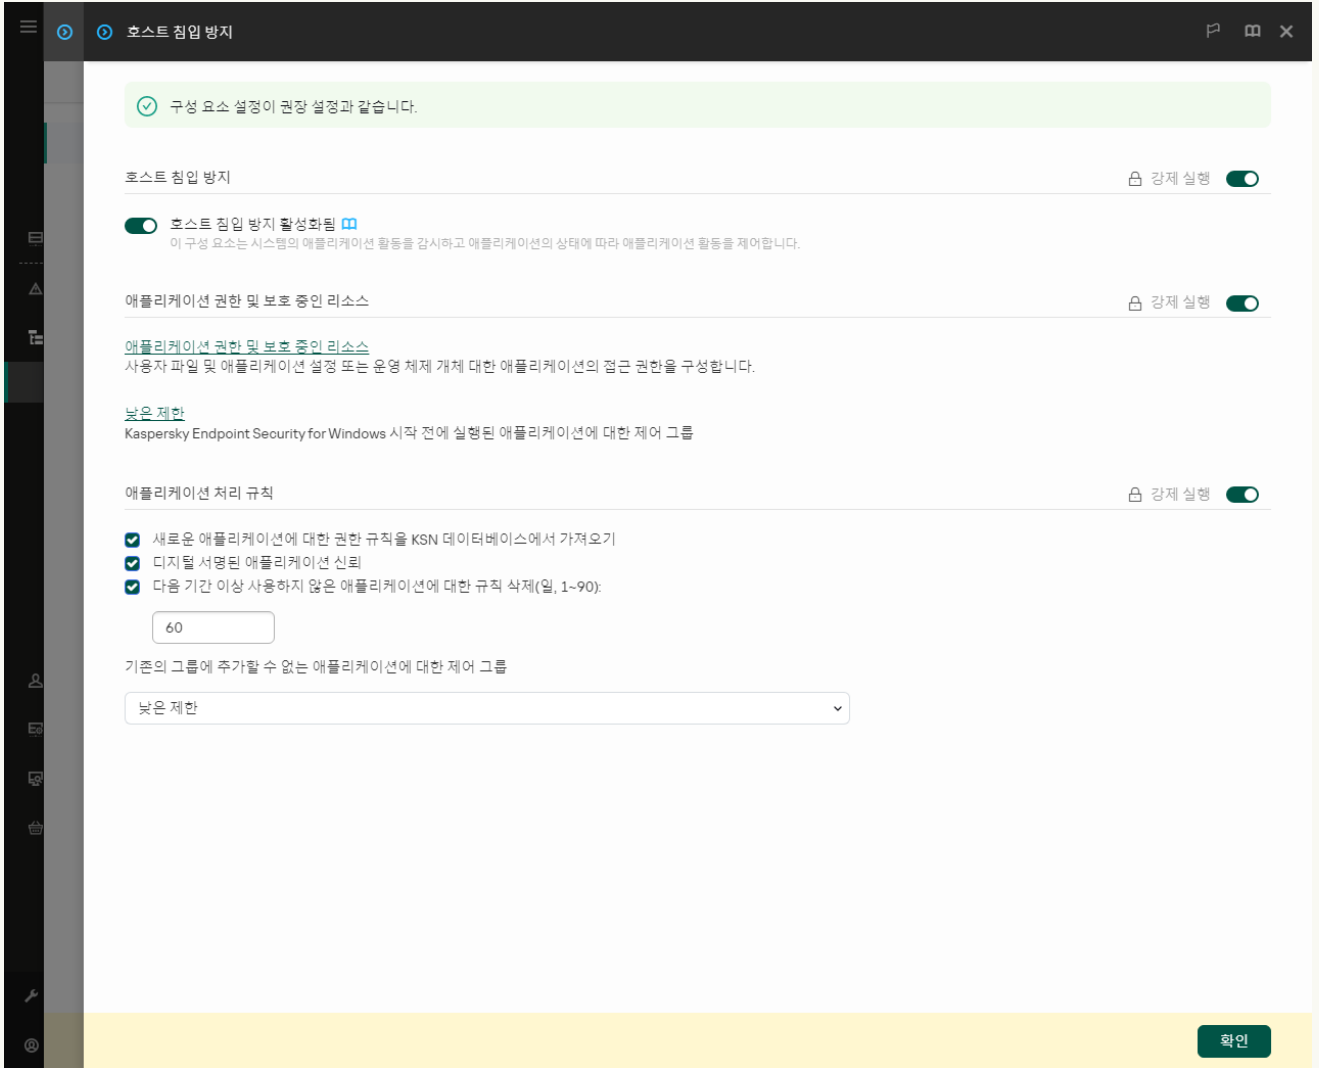 호스트 침입 방지
구성 요소 설정이 권장 설정과 같습니다.
호스트 침입 방지
강제 실행
호스트 침입 방지 활성화됨
이 구성 요소는 시스템의 애플리케이션 활동을 감시하고 애플리케이션의 상태에 따라 애플리케이션 활동을 제어합니다.
애플리케이션 권한 및 보호 중인 리소스
강제 실행
애플리케이션 권한 및 보호 중인 리소스
사용자 파일 및 애플리케이션 설정 또는 운영 체제 개체 대한 애플리케이션의 접근 권한을 구성합니다.
낮은 제한
Kaspersky Endpoint Security for Windows 시작 전에 실행된 애플리케이션에 대한 제어 그룹
애플리케이션 처리 규칙
강제 실행
새로운 애플리케이션에 대한 권한 규칙을 KSN 데이터베이스에서 가져오기
디지털 서명된 애플리케이션 신뢰
다음 기간 이상 사용하지 않은 애플리케이션에 대한 규칙 삭제(일, 1~90):
60
기존의 그룹에 추가할 수 없는 애플리케이션에 대한 제어 그룹
낮은 제한
확인